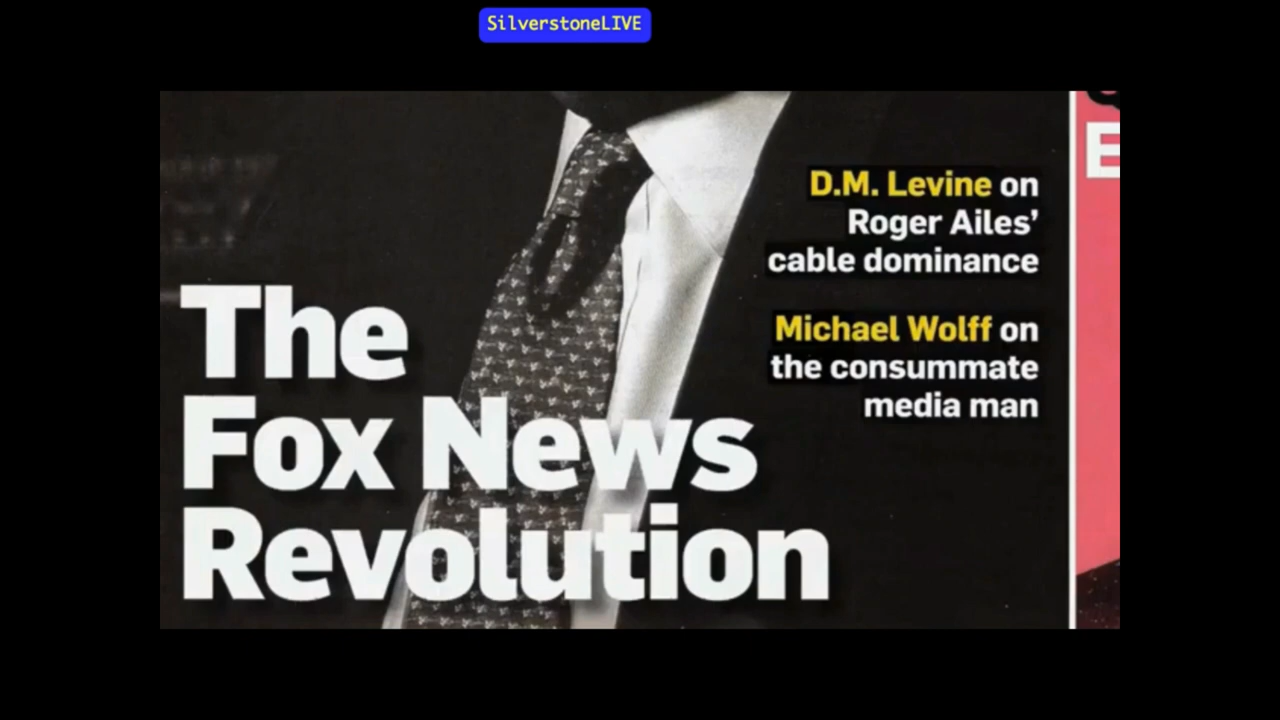 SilverstoneLIVE
D.M. Levine on
Roger Ailes’
cable dominance
Michael Wolff on
the consummate
media man
The
Fox News
Revolution
E